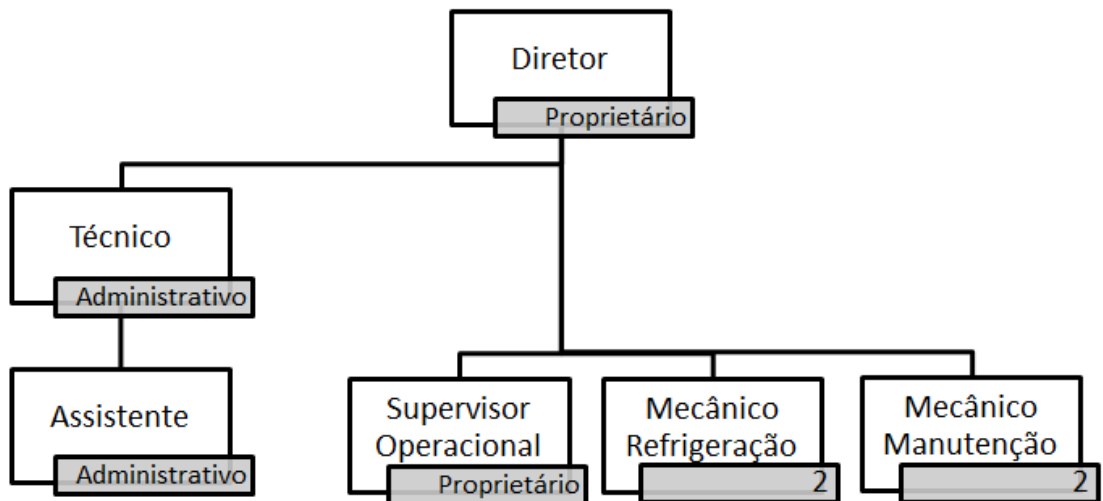 Diretor
Proprietário
Técnico
Administrativo
Assistente
Administrativo
Supervisor
Operacional
Proprietário
Mecânico
Refrigeração
2
Mecânico
Manutenção
2